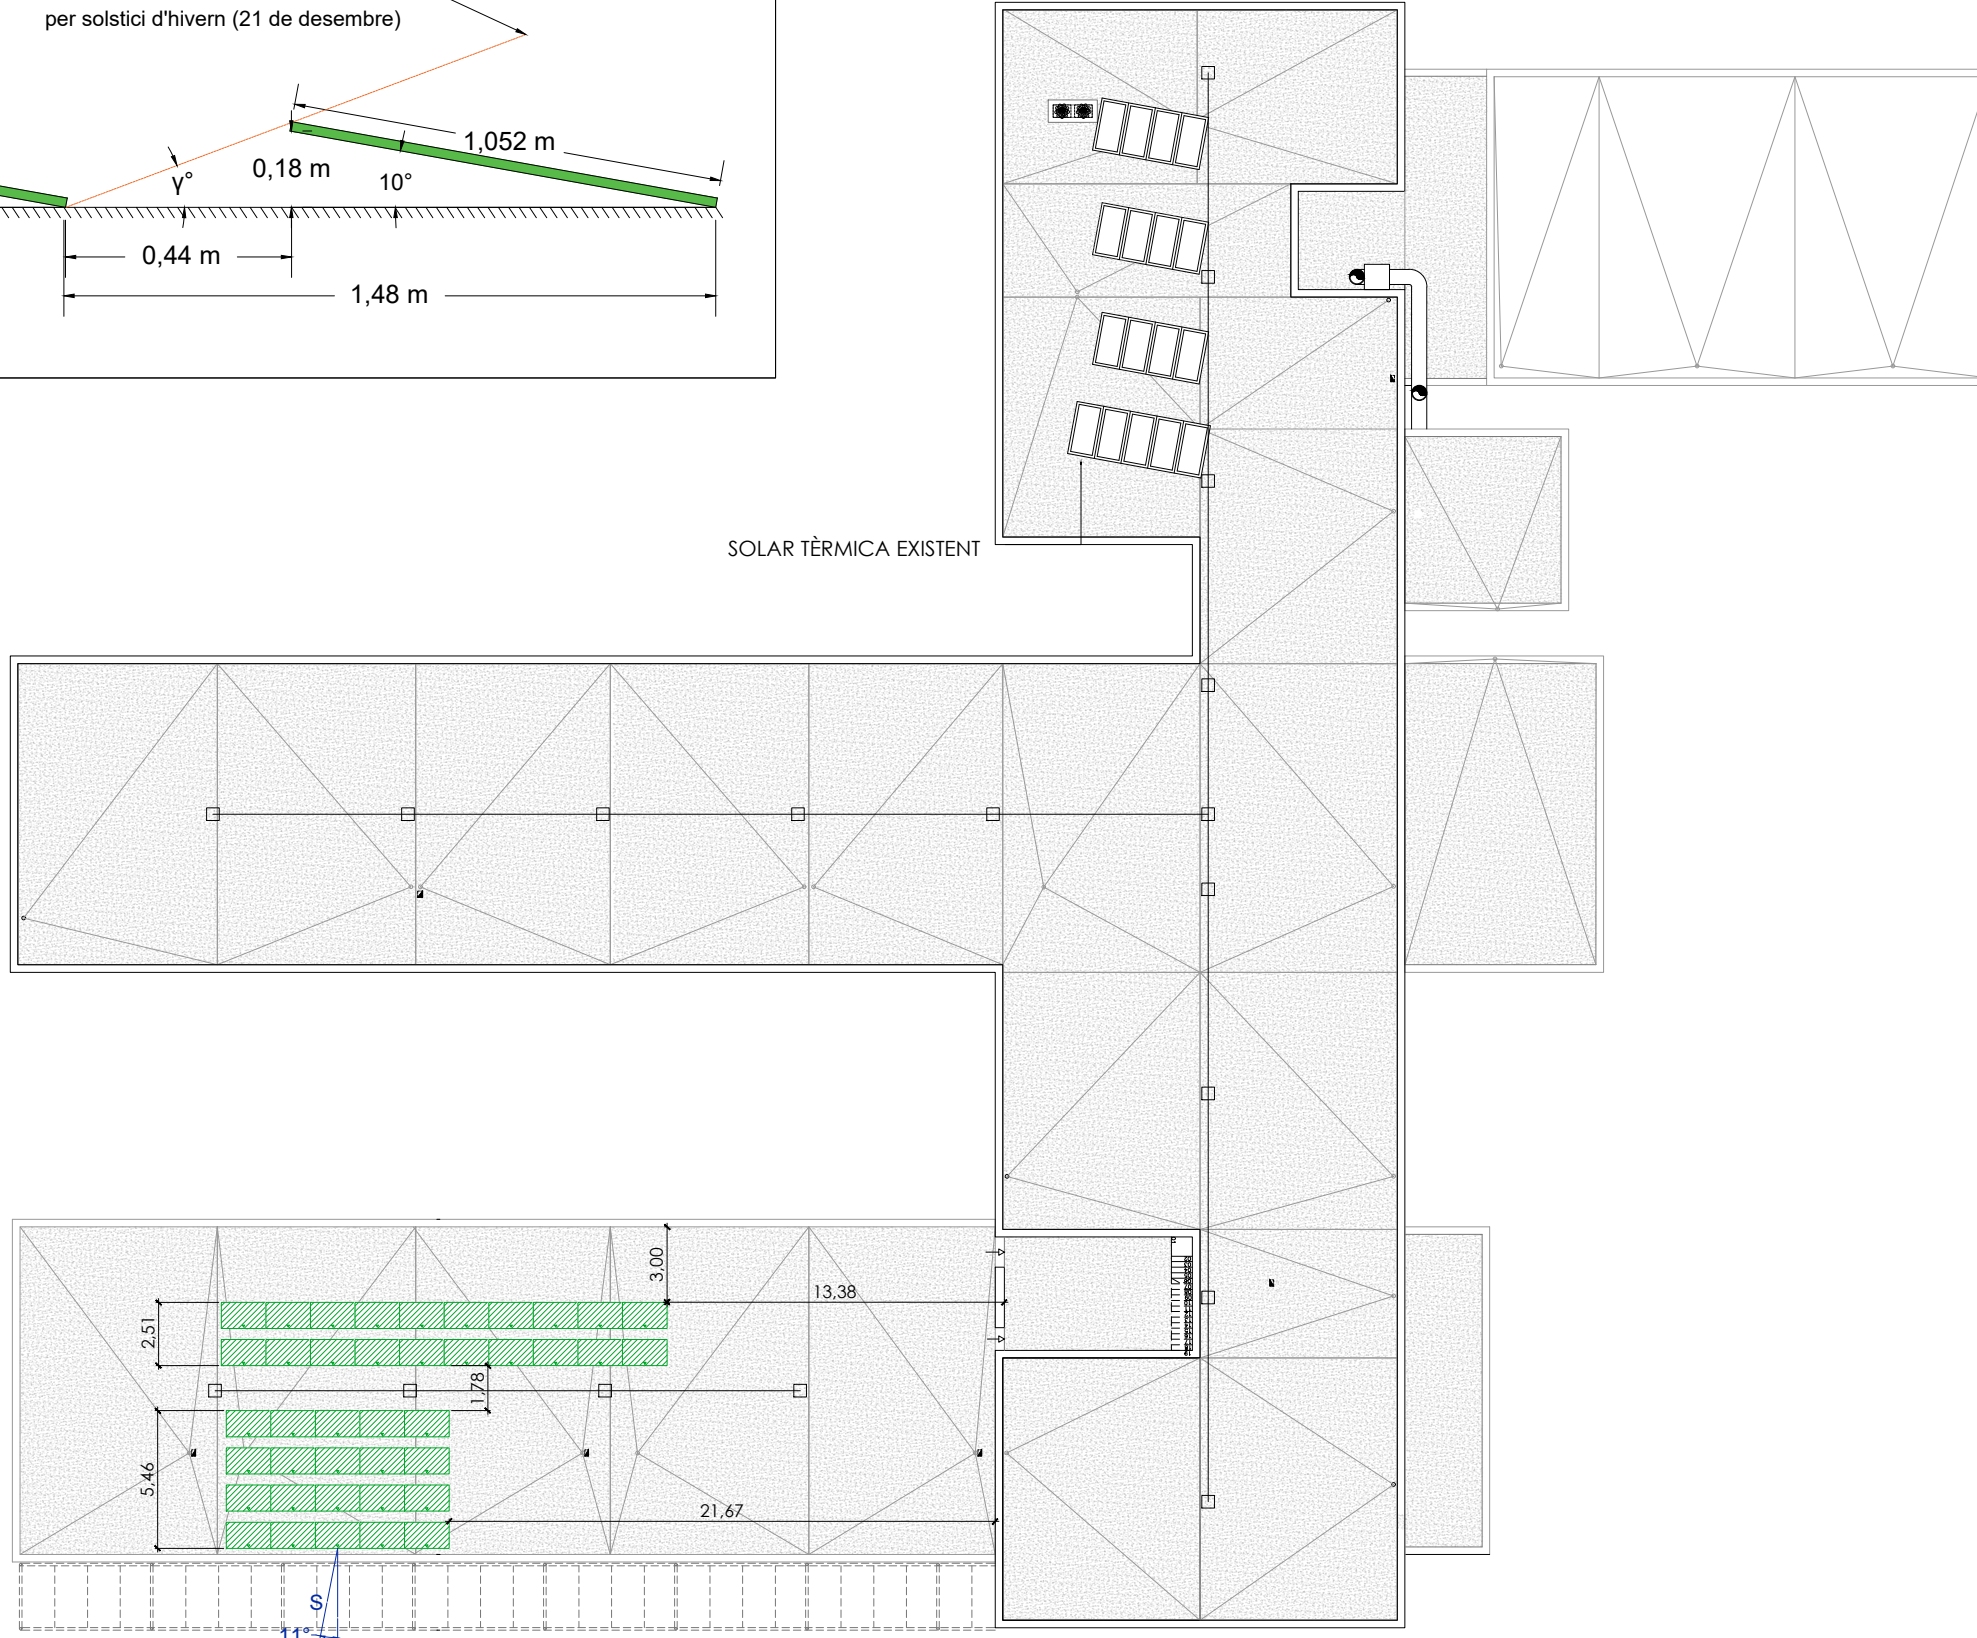 per solstici d'hivern (21 de desembre)
1,052 m
γ°
0,18 m
10°
0,44 m
1,48 m
SOLAR TÈRMICA EXISTENT
3,00
13,38
2,51
1,78
5,46
21,67
S
11°